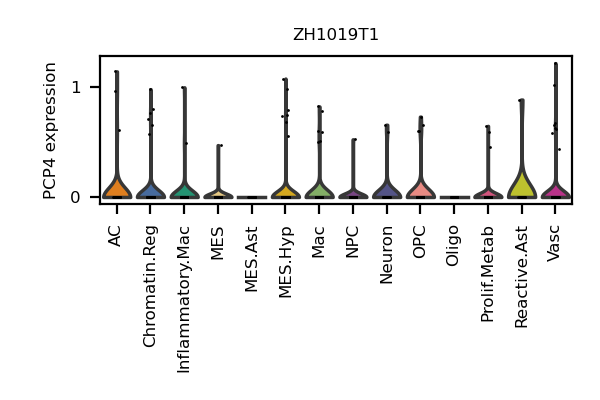 ZH1019T1
PCP4 expression
1
0
AC
Chromatin.Reg
Inflammatory.Mac
MES
MES.Ast
MES.Hyp
Mac
NPC
Neuron
OPC
Oligo
Prolif.Metab
Reactive.Ast
Vasc